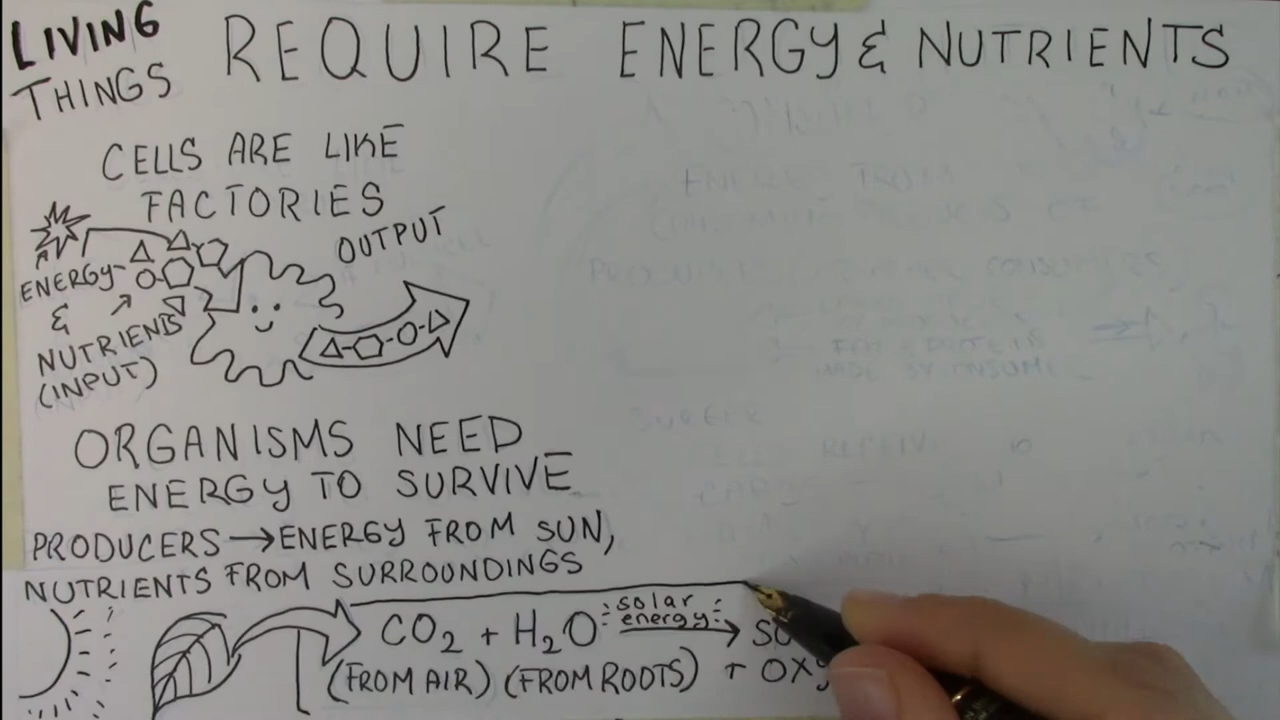 LIVING
THINGS
REQUIRE ENERGY & NUTRIENTS
CELLS ARE LIKE
FACTORIES
OUTPUT
ENERGY
&
NUTRIENTS
(INPUT)
ORGANISMS NEED
ENERGY TO SURVIVE
PRODUCERS → ENERGY FROM SUN,
NUTRIENTS FROM SURROUNDINGS
solar
energy
CO₂ + H₂O →
(FROM AIR) (FROM ROOTS) +